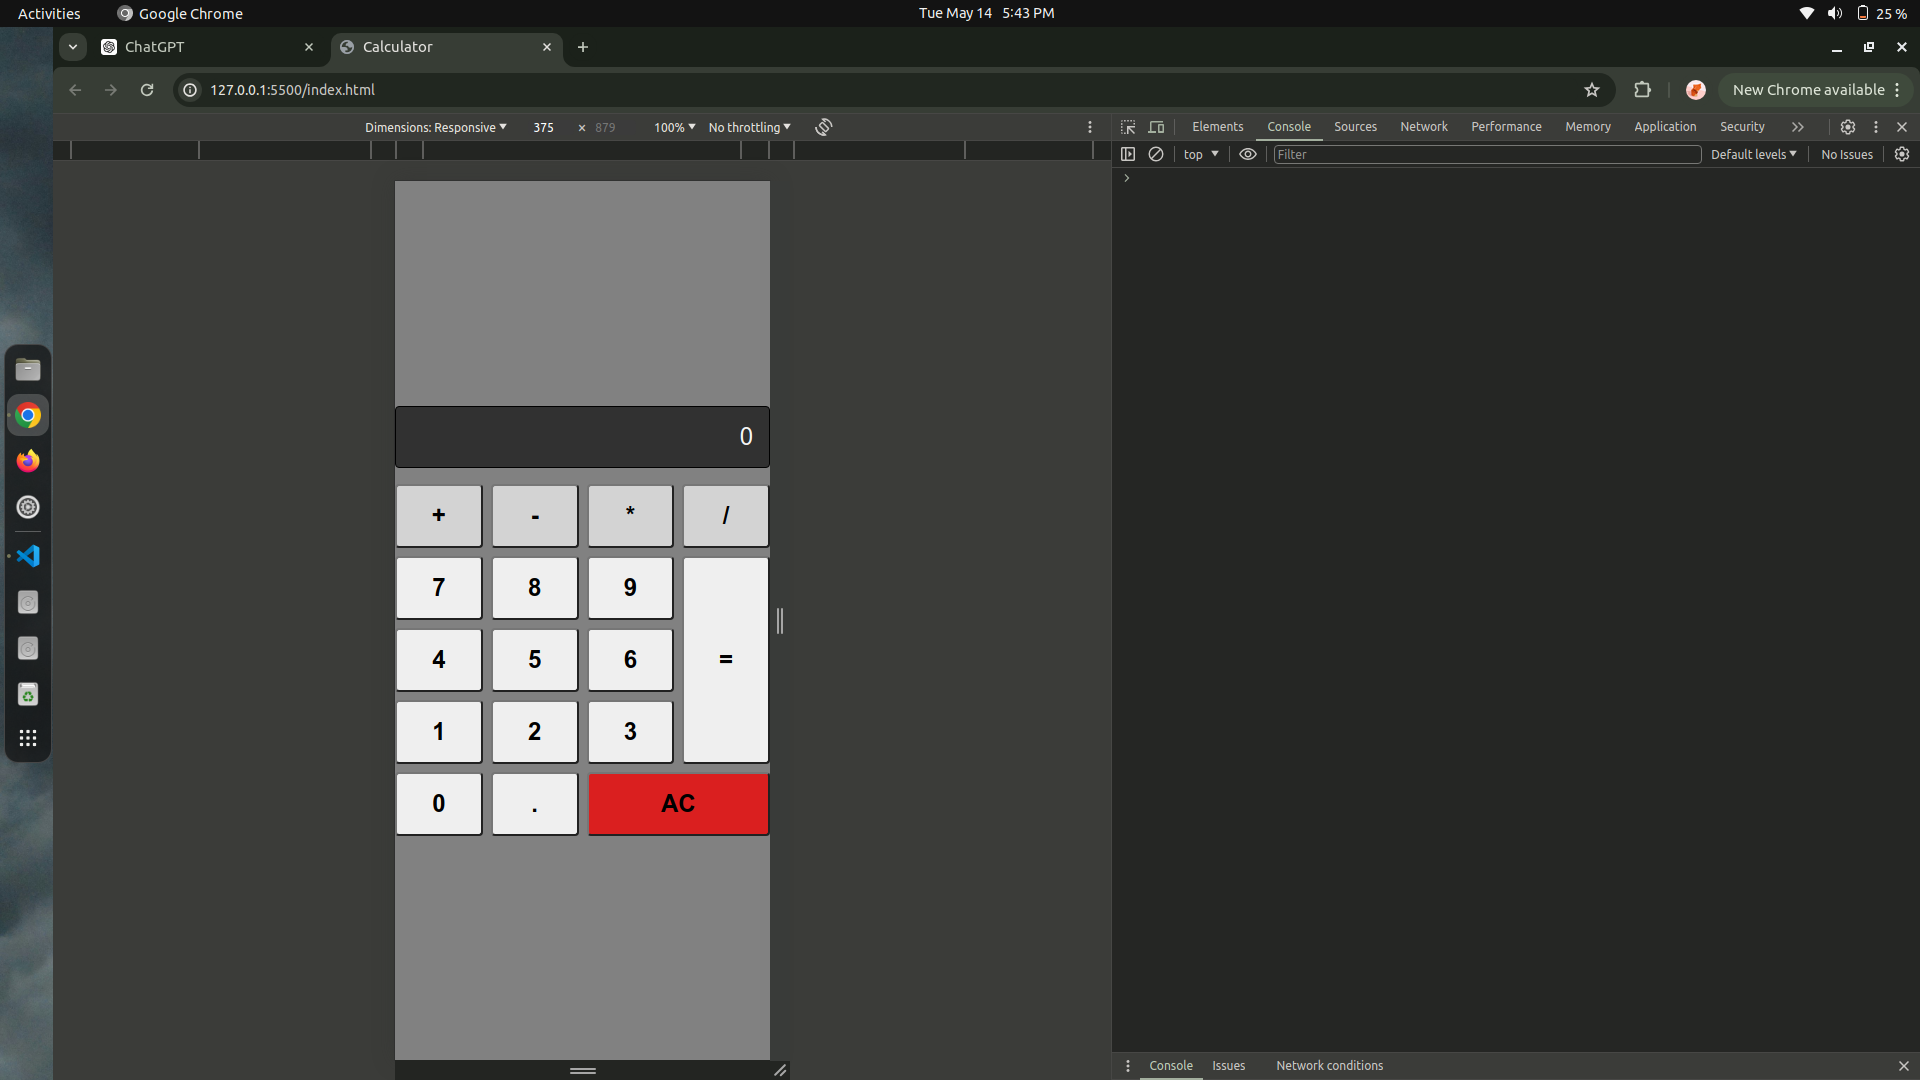 Activities Google Chrome Tue May 14 5:43 PM 25 %
ChatGPT Calculator
127.0.0.1:5500/index.html New Chrome available
Dimensions: Responsive 375 × 879 100% No throttling
Elements Console Sources Network Performance Memory Application Security
top Filter Default levels No Issues
0
+ - * /
7 8 9
4 5 6 =
1 2 3
0 . AC
Console Issues Network conditions